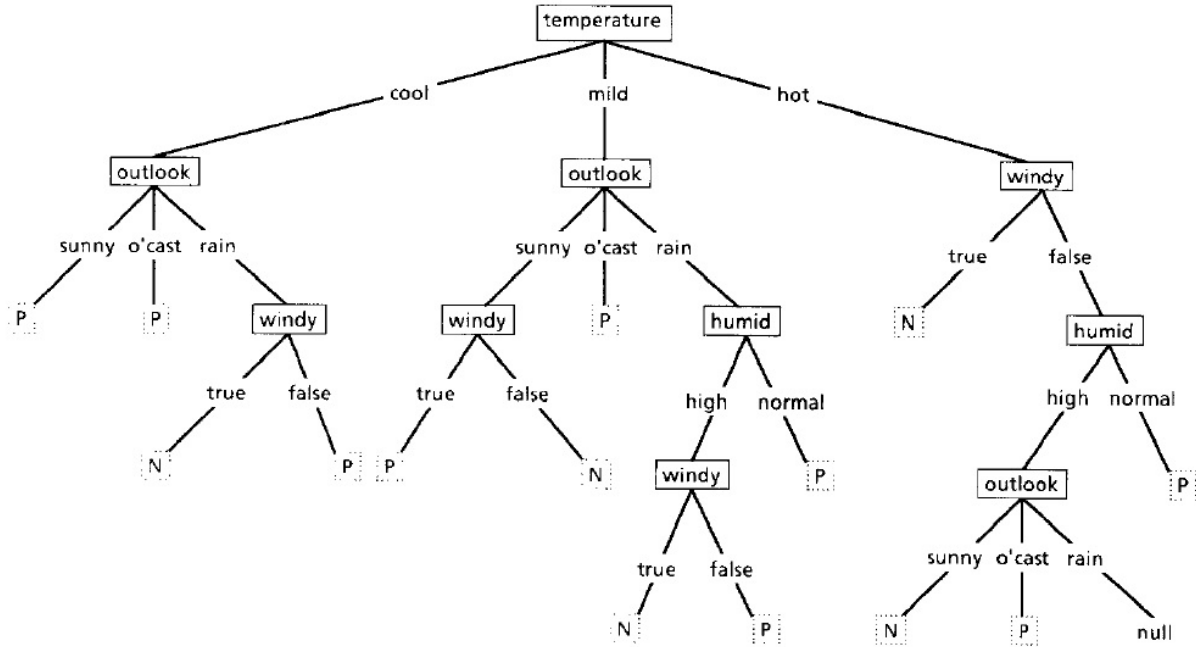 temperature
cool mild hot
outlook outlook windy
sunny o'cast rain sunny o'cast rain true false
P P windy windy P humid N humid
true false true false high normal high normal
N P P N windy P outlook P
true false sunny o'cast rain
N P N P null